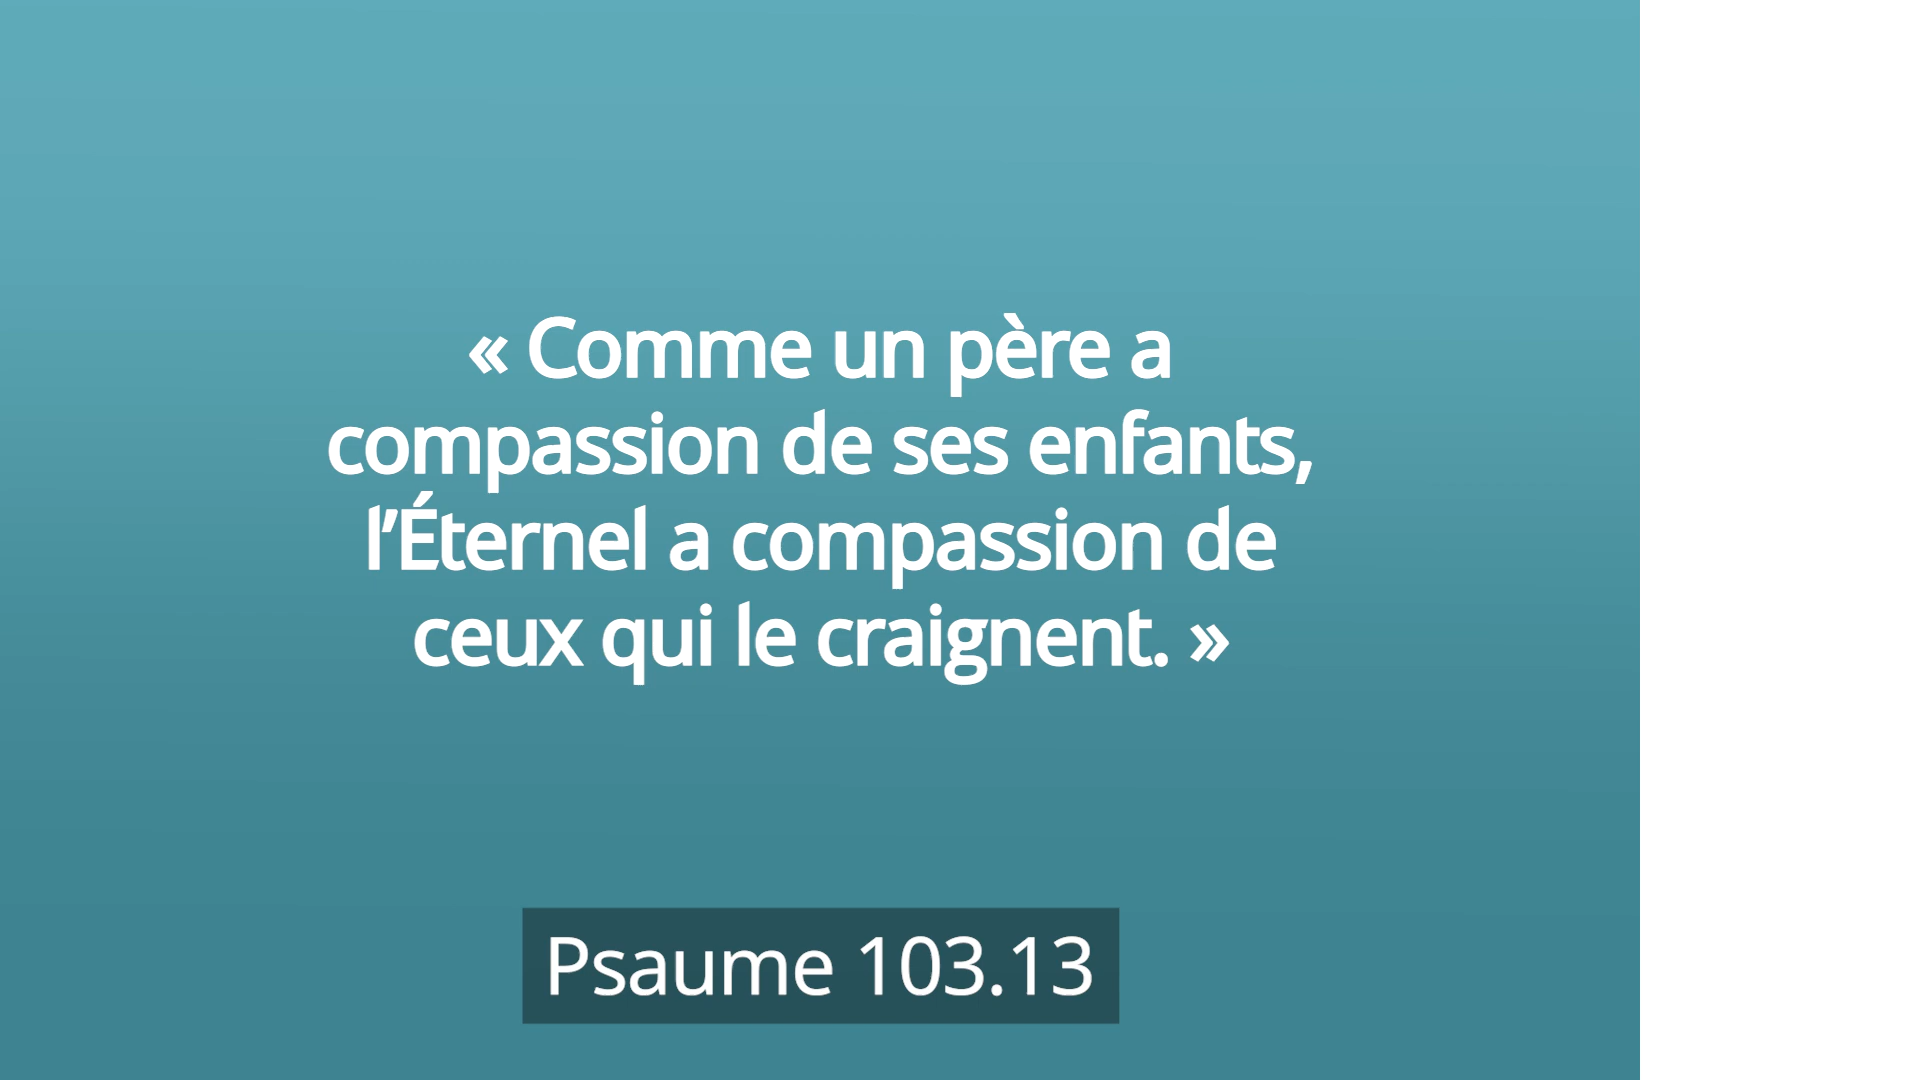 « Comme un père a
compassion de ses enfants,
l’Éternel a compassion de
ceux qui le craignent. »
Psaume 103.13